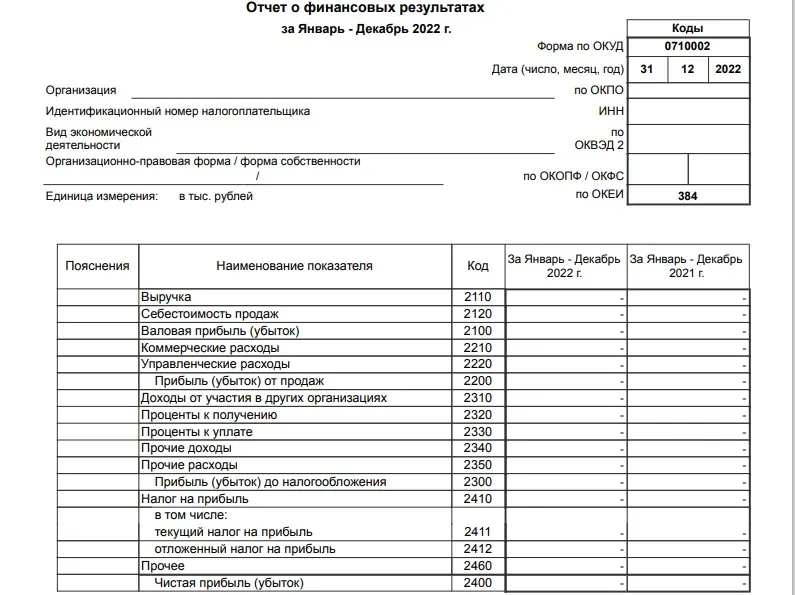 Отчет о финансовых результатах
за Январь - Декабрь 2022 г.
Коды
Форма по ОКУД 0710002
Дата (число, месяц, год) 31 12 2022
Организация по ОКПО
Идентификационный номер налогоплательщика ИНН
Вид экономической по
деятельности ОКВЭД 2
Организационно-правовая форма / форма собственности
/ по ОКОПФ / ОКФС
Единица измерения: в тыс. рублей по ОКЕИ 384
Пояснения Наименование показателя Код За Январь - Декабрь 2022 г. За Январь - Декабрь 2021 г.
Выручка 2110 - -
Себестоимость продаж 2120 - -
Валовая прибыль (убыток) 2100 - -
Коммерческие расходы 2210 - -
Управленческие расходы 2220 - -
Прибыль (убыток) от продаж 2200 - -
Доходы от участия в других организациях 2310 - -
Проценты к получению 2320 - -
Проценты к уплате 2330 - -
Прочие доходы 2340 - -
Прочие расходы 2350 - -
Прибыль (убыток) до налогообложения 2300 - -
Налог на прибыль 2410 - -
в том числе:
текущий налог на прибыль 2411 - -
отложенный налог на прибыль 2412 - -
Прочее 2460 - -
Чистая прибыль (убыток) 2400 - -